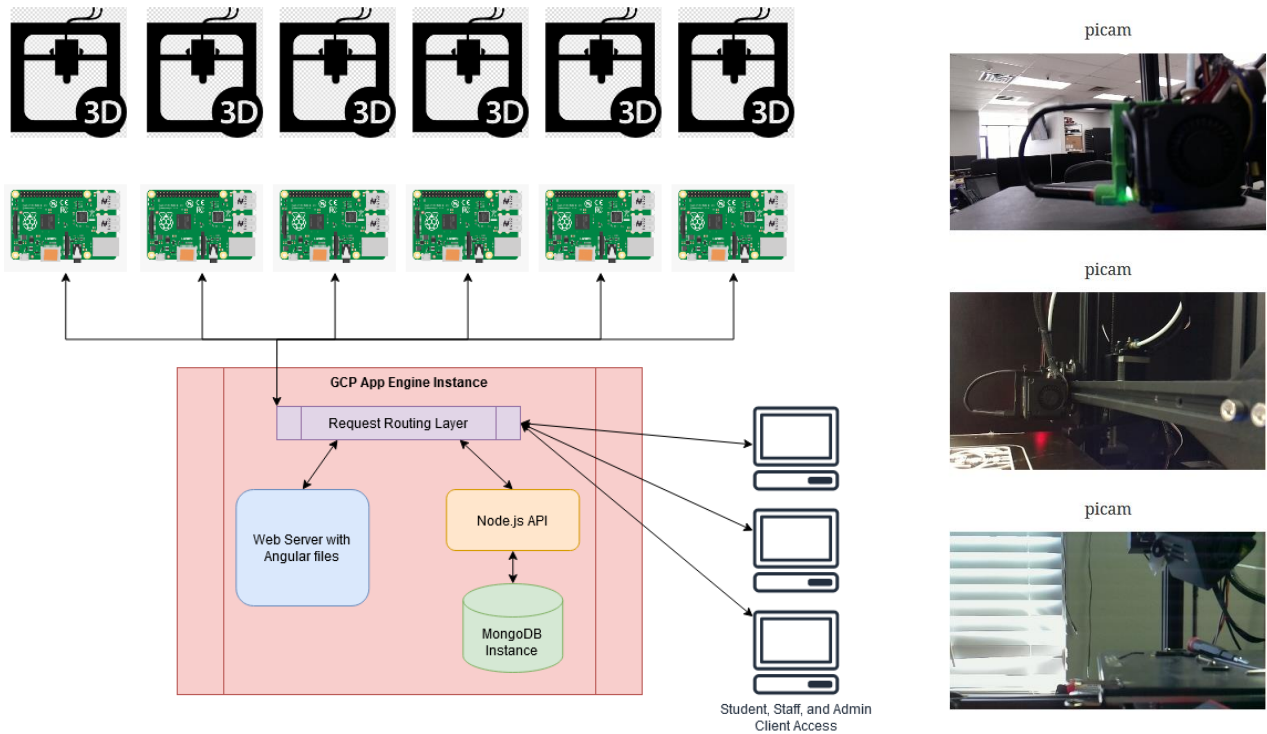 3D
3D
3D
3D
3D
3D
picam
picam
picam
GCP App Engine Instance
Request Routing Layer
Web Server with
Angular files
Node.js API
MongoDB
Instance
Student, Staff, and Admin
Client Access